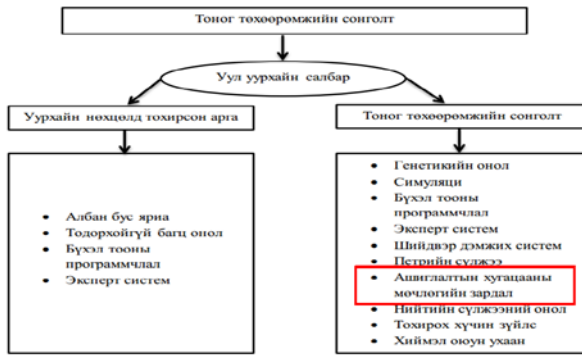 Тоног төхөөрөмжийн сонголт
Уул уурхайн салбар
Уурхайн нөхцөлд тохирсон арга
Тоног төхөөрөмжийн сонголт
• Албан бус яриа
• Тодорхойгүй багц онол
• Бүхэл тооны
программчлал
• Эксперт систем
• Генетикийн онол
• Симуляци
• Бүхэл тооны
программчлал
• Эксперт систем
• Шийдвэр дэмжих систем
• Петрийн сүлжээ
• Ашиглалтын хугацааны
мөчлөгийн зардал
• Нийтийн сүлжээний онол
• Тохирох хүчин зүйлс
• Хиймэл оюун ухаан